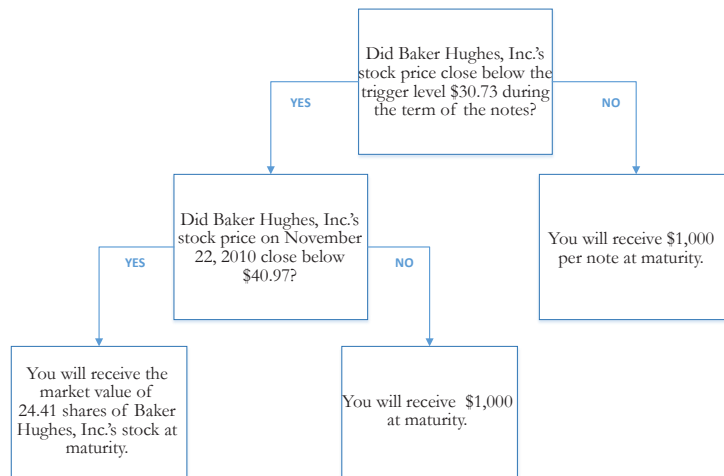 Did Baker Hughes, Inc.'s
stock price close below the
trigger level $30.73 during
the term of the notes?
YES
NO
Did Baker Hughes, Inc.'s
stock price on November
22, 2010 close below
$40.97?
You will receive $1,000
per note at maturity.
YES
NO
You will receive the
market value of
24.41 shares of Baker
Hughes, Inc.'s stock at
maturity.
You will receive  $1,000
at maturity.